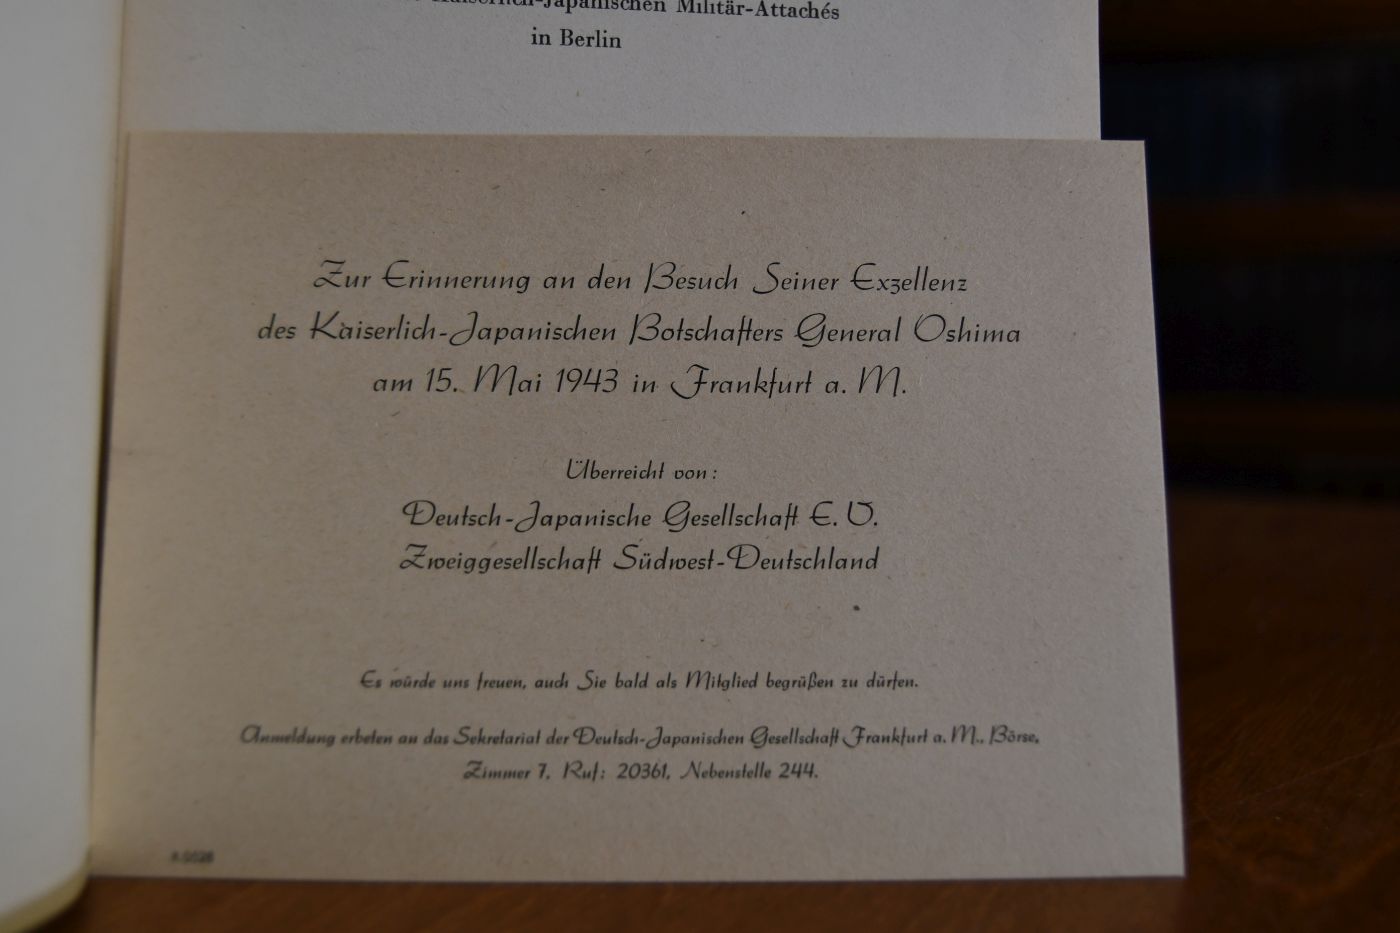 Kaiserlich-Japanischen Militär-Attachés
in Berlin
Zur Erinnerung an den Besuch Seiner Exzellenz
des Kaiserlich-Japanischen Botschafters General Oshima
am 15. Mai 1943 in Frankfurt a. M.
Überreicht von:
Deutsch-Japanische Gesellschaft E. V.
Zweiggesellschaft Südwest-Deutschland
Es würde uns freuen, auch Sie bald als Mitglied begrüßen zu dürfen.
Anmeldung erbeten an das Sekretariat der Deutsch-Japanischen Gesellschaft Frankfurt a. M., Börse,
Zimmer 7, Ruf: 20361, Nebenstelle 244.